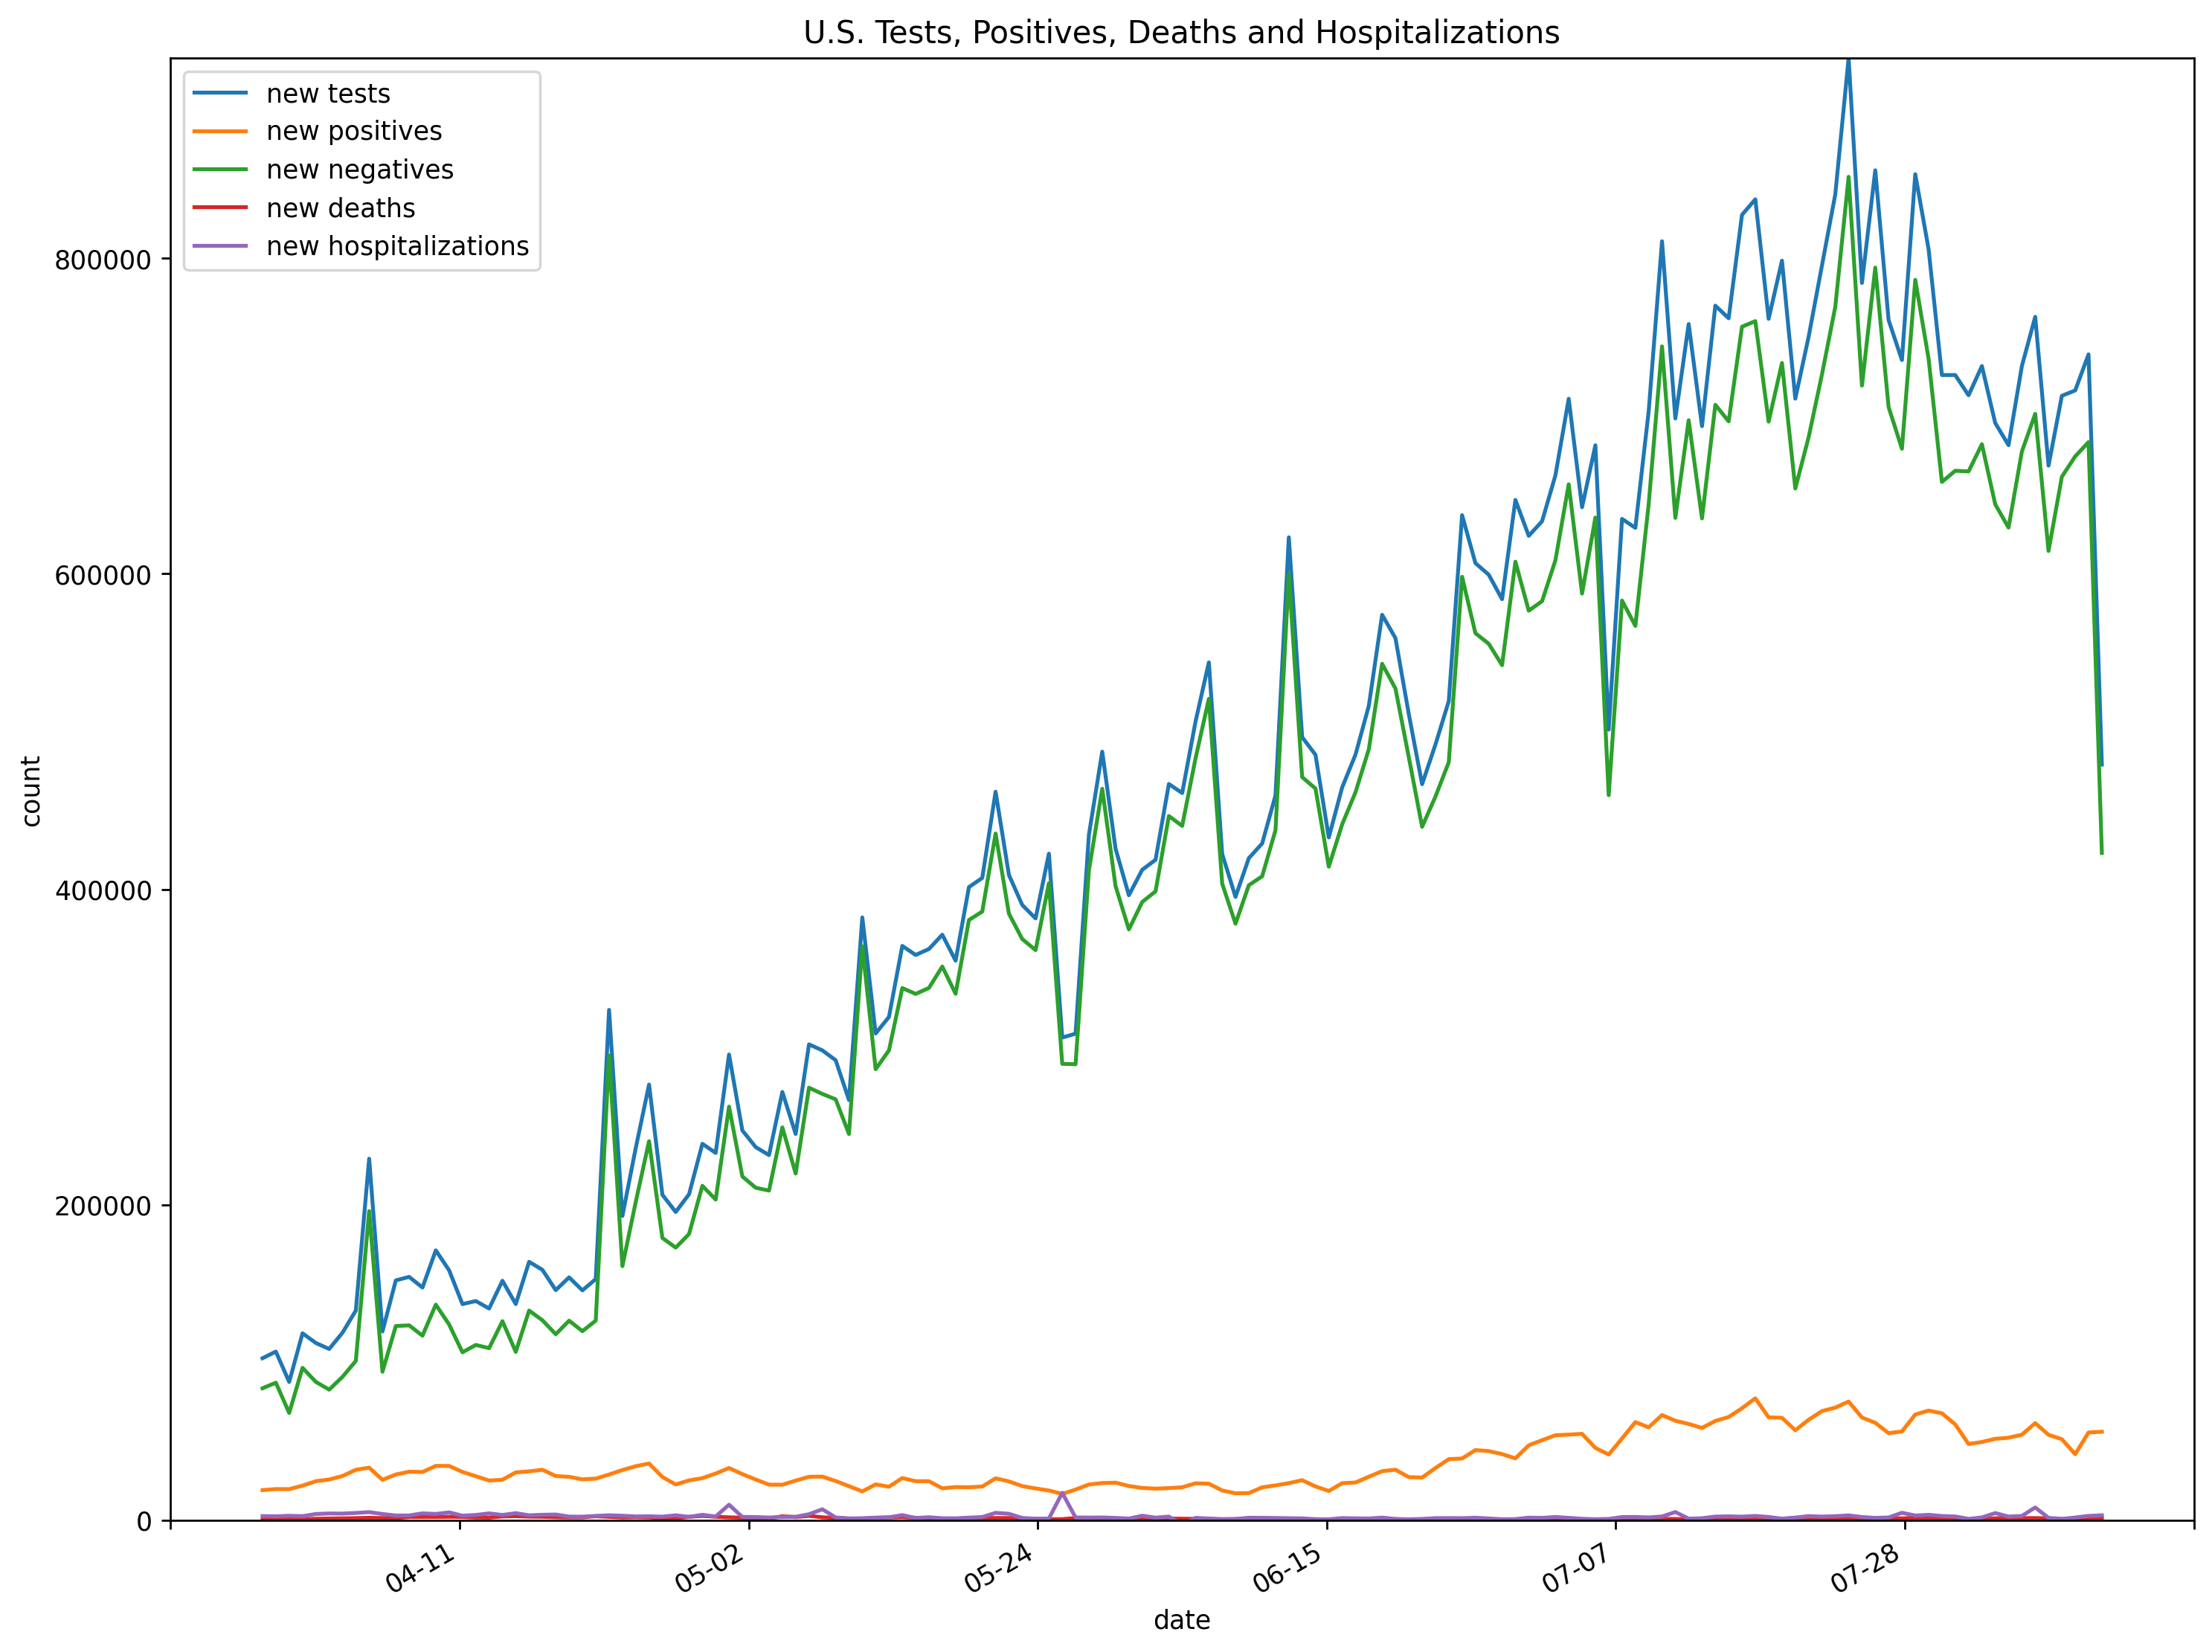 U.S. Tests, Positives, Deaths and Hospitalizations
new tests
new positives
new negatives
new deaths
new hospitalizations
800000
600000
400000
200000
0
count
04-11
05-02
05-24
06-15
07-07
07-28
date